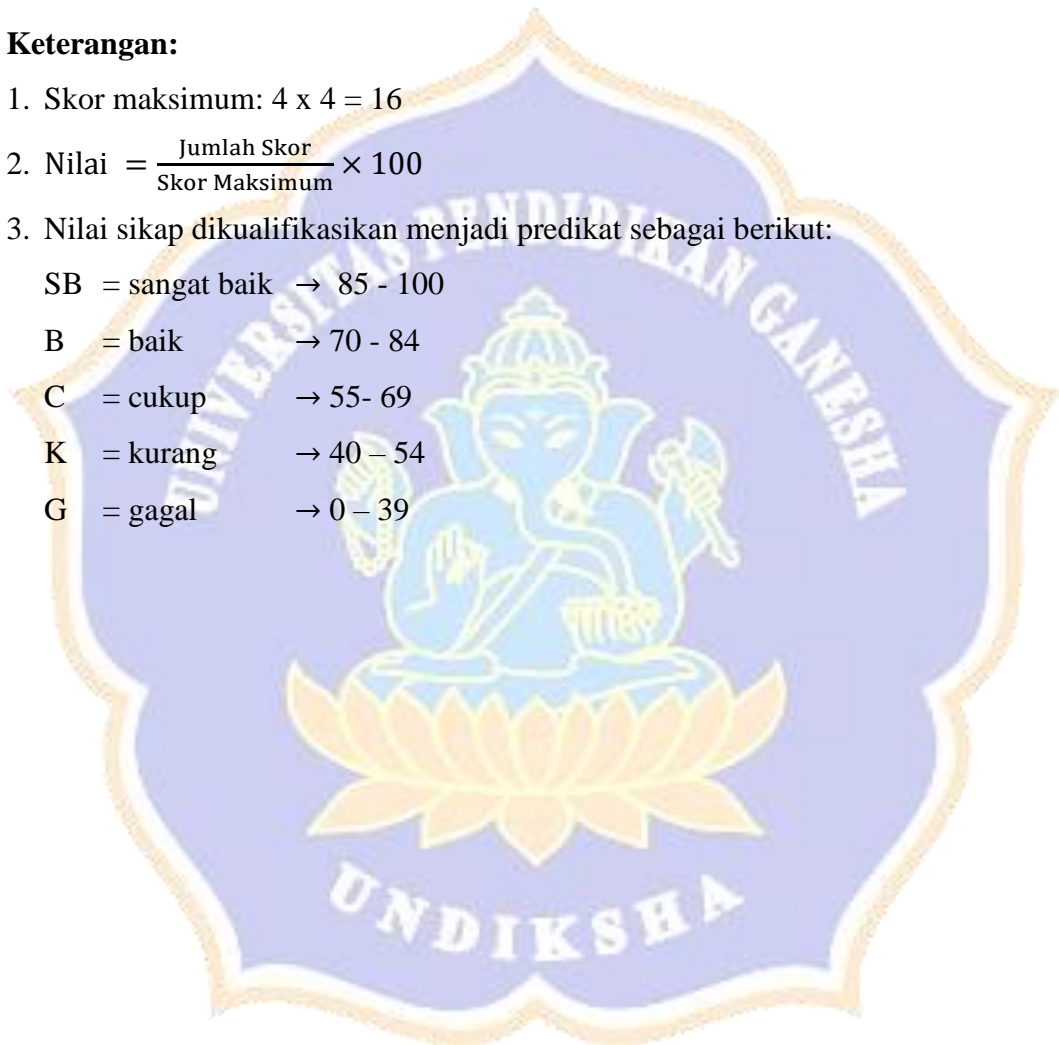 Keterangan:
1. Skor maksimum: 4 x 4 = 16
2. Nilai = Jumlah Skor / Skor Maksimum × 100
3. Nilai sikap dikualifikasikan menjadi predikat sebagai berikut:
SB = sangat baik → 85 - 100
B = baik → 70 - 84
C = cukup → 55- 69
K = kurang → 40 – 54
G = gagal → 0 – 39
UNIVERSITAS PENDIDIKAN GANESHA
UNDIKSHA